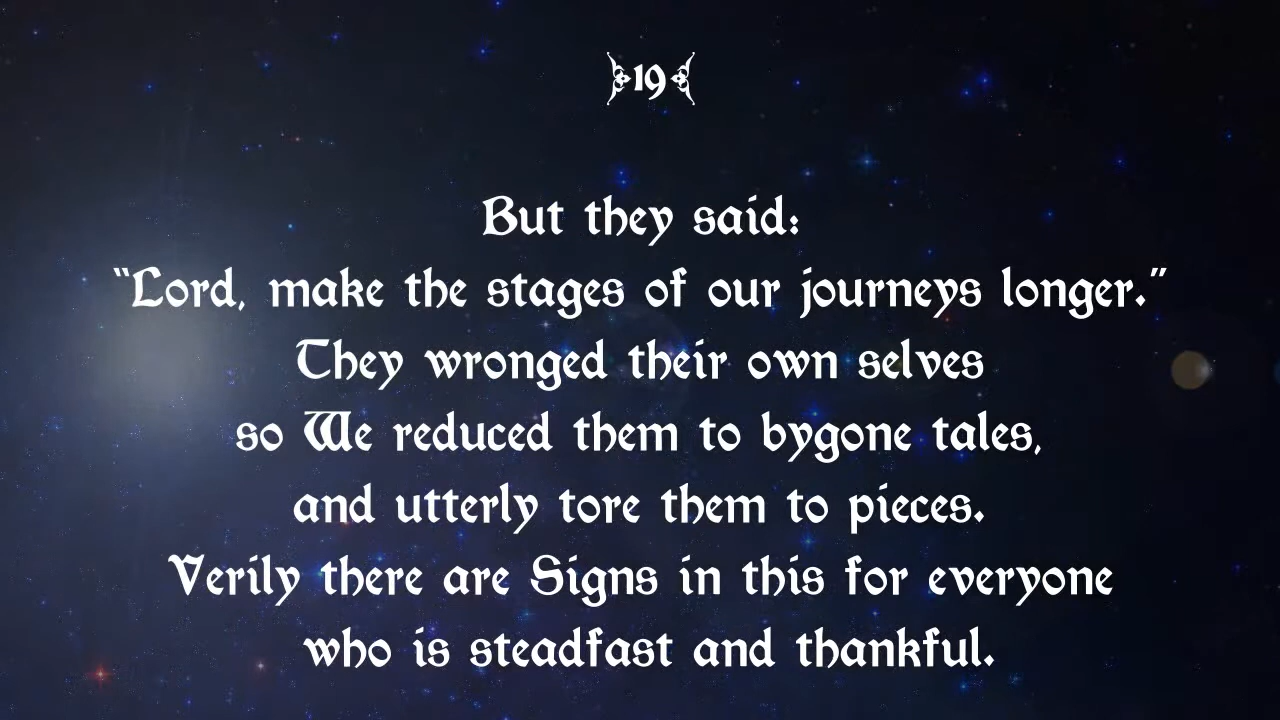 19
But they said:
“Lord, make the stages of our journeys longer.”
They wronged their own selves
so We reduced them to bygone tales,
and utterly tore them to pieces.
Verily there are Signs in this for everyone
who is steadfast and thankful.